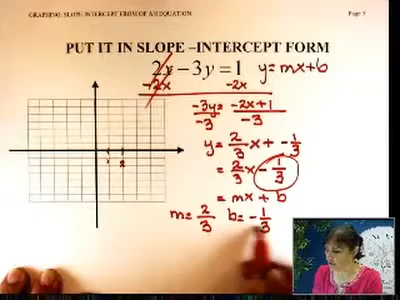 GRAPHING: SLOPE INTERCEPT FROM OF AN EQUATION Page 5
PUT IT IN SLOPE –INTERCEPT FORM
2x – 3y = 1 y = mx + b
-2x -2x
-3y = -2x + 1
-3 -3
y = 2/3 x + -1/3
= 2/3 x - 1/3
= mx + b
m = 2/3 b = -1/3